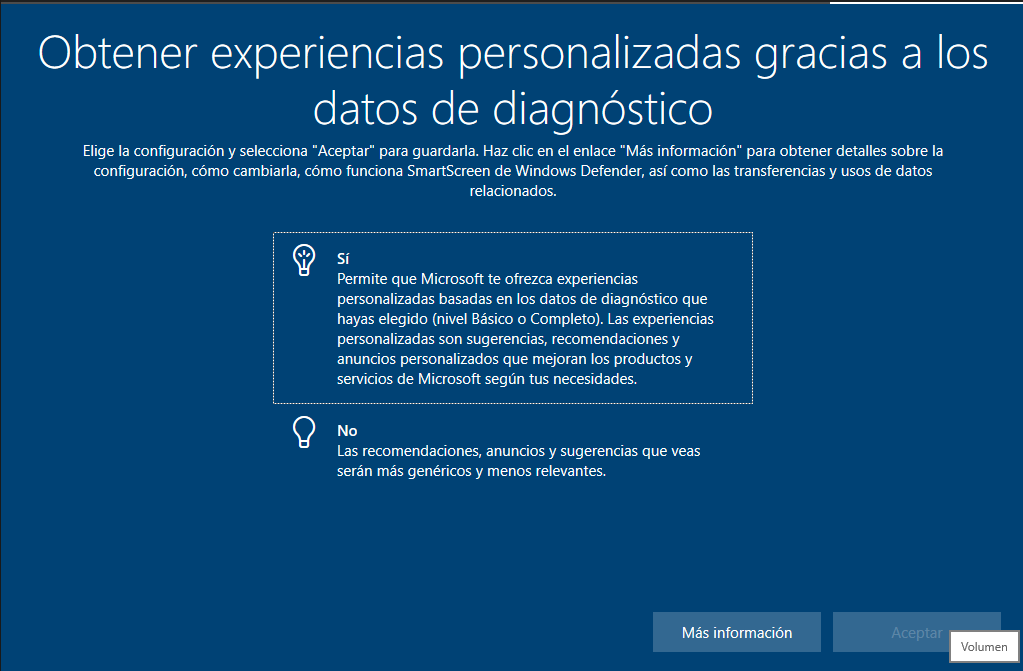 Obtener experiencias personalizadas gracias a los
datos de diagnóstico
Elige la configuración y selecciona "Aceptar" para guardarla. Haz clic en el enlace "Más información" para obtener detalles sobre la
configuración, cómo cambiarla, cómo funciona SmartScreen de Windows Defender, así como las transferencias y usos de datos
relacionados.
Sí
Permite que Microsoft te ofrezca experiencias
personalizadas basadas en los datos de diagnóstico que
hayas elegido (nivel Básico o Completo). Las experiencias
personalizadas son sugerencias, recomendaciones y
anuncios personalizados que mejoran los productos y
servicios de Microsoft según tus necesidades.
No
Las recomendaciones, anuncios y sugerencias que veas
serán más genéricos y menos relevantes.
Más información
Aceptar
Volumen